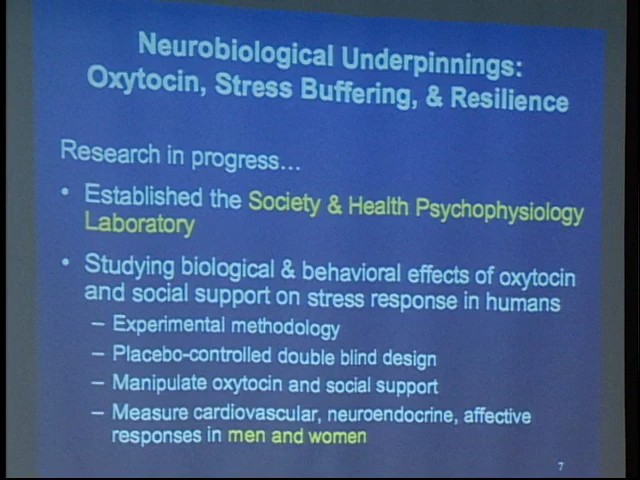 Neurobiological Underpinnings:
Oxytocin, Stress Buffering, & Resilience
Research in progress...
• Established the Society & Health Psychophysiology
Laboratory
• Studying biological & behavioral effects of oxytocin
and social support on stress response in humans
– Experimental methodology
– Placebo-controlled double blind design
– Manipulate oxytocin and social support
– Measure cardiovascular, neuroendocrine, affective
responses in men and women
7